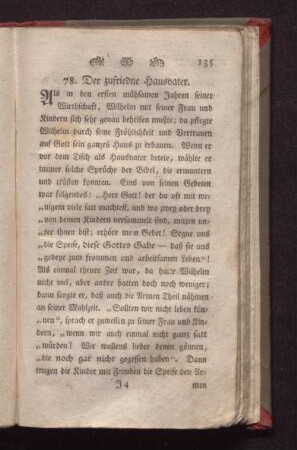 135
78. Der zufriedne Hausvater.
Als in den ersten mühsamen Jahren seiner
Wirthschaft, Wilhelm mit seiner Frau und
Kindern sich sehr genau behelfen mußte; da pflegte
Wilhelm durch seine Fröhlichkeit und Vertrauen
auf Gott sein ganzes Haus zu erbauen. Wenn er
vor dem Tisch als Hausvater betete, wählte er
immer solche Sprüche der Bibel, die ermuntern
und trösten konnten. Eins von seinen Gebeten
war folgendes: „Herr Gott! der du oft mit we-
„nigem viele satt machtest, und wo zwey oder drey
„von deinen Kindern versammelt sind, mitten un-
„ter ihnen bist; erhöre mein Gebet! Segne uns
„die Speise, diese Gottes Gabe — daß sie uns
„gedeye zum frommen und arbeitsamen Leben“!
Als einmal theure Zeit war, da hatte Wilhelm
nicht viel, aber andre hatten doch noch weniger;
dann sorgte er, daß auch die Armen Theil nähmen
an seiner Mahlzeit. „Sollten wir nicht leben kön-
„nen“, sprach er zuweilen zu seiner Frau und Kin-
dern, „wenn wir auch einmal nicht ganz satt
„würden! Wir wollens lieber denen gönnen,
„die noch gar nicht gegessen haben“. Dann
trugen die Kinder mit Freuden die Speise den Ar-
J 4 men